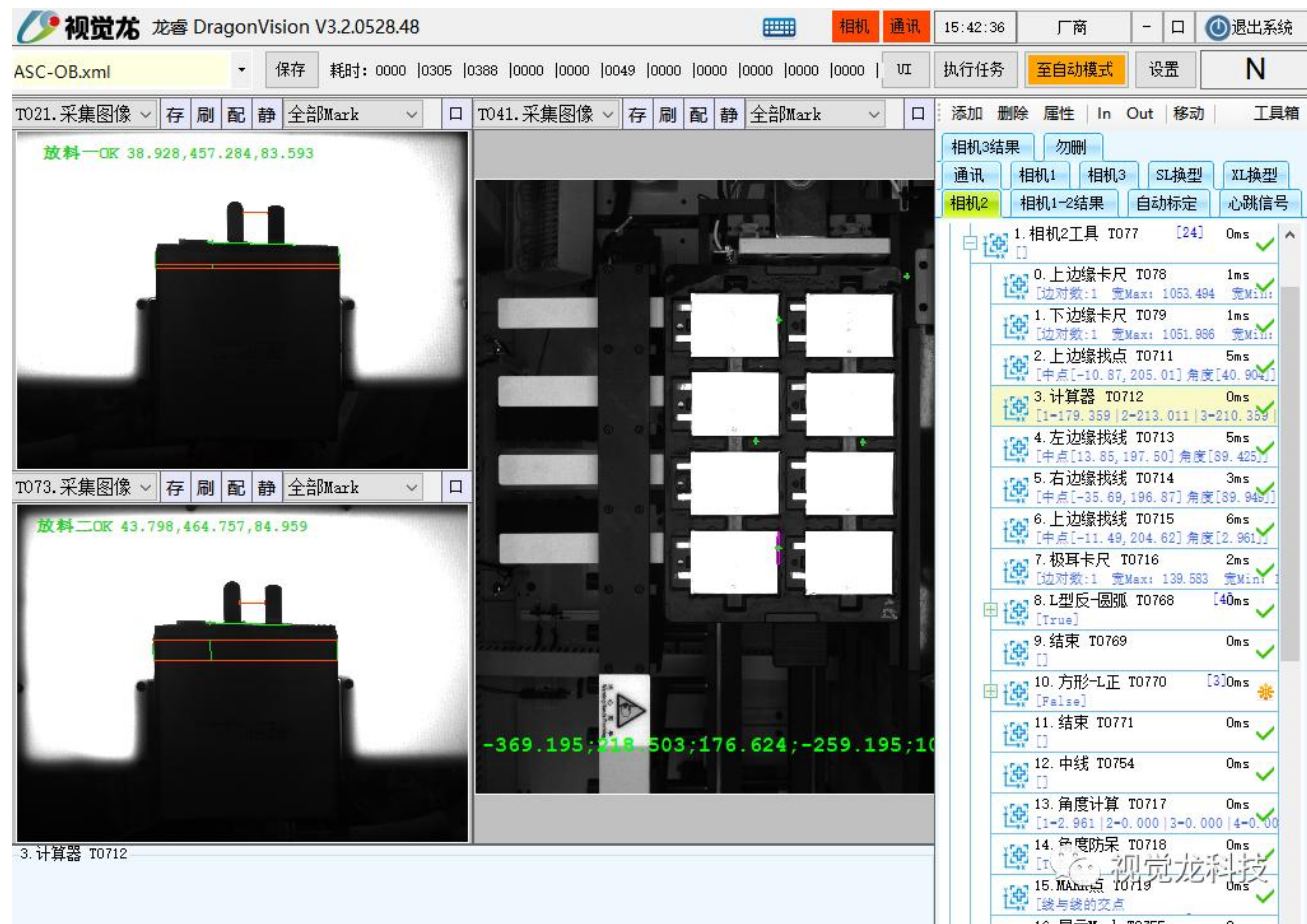 视觉龙 龙睿 DragonVision V3.2.0528.48 相机 通讯 15:42:36 厂商 - 口 退出系统
ASC-OB.xml 保存 耗时: 0000 |0305 |0388 |0000 |0000 |0049 |0000 |0000 |0000 |0000 |0000 | UI 执行任务 至自动模式 设置 N
T021.采集图像 存 刷 配 静 全部Mark 口 T041.采集图像 存 刷 配 静 全部Mark 口
添加 删除 属性 | In Out | 移动 | 工具箱
放料一OK 38.928,457.284,83.593
相机3结果 勿删
通讯 相机1 相机3 SL换型 XL换型
相机2 相机1-2结果 自动标定 心跳信号
1.相机2工具 T077 [24] 0ms
[]
0.上边缘卡尺 T078 1ms
[边对数:1 宽Max: 1053.494 宽Min:
1.下边缘卡尺 T079 1ms
[边对数:1 宽Max: 1051.986 宽Min:
2.上边缘找点 T0711 5ms
[中点[-10.87,205.01]角度[40.904]]
3.计算器 T0712 0ms
[1-179.359|2-213.011|3-210.359|
4.左边缘找线 T0713 5ms
[中点[13.85,197.50]角度[89.425]]
5.右边缘找线 T0714 3ms
[中点[-35.69,196.87]角度[89.949]]
6.上边缘找线 T0715 6ms
[中点[-11.49,204.62]角度[2.961]]
7.极耳卡尺 T0716 2ms
[边对数:1 宽Max: 139.583 宽Min: 1
8.L型反-圆弧 T0768 [4]0ms
[True]
9.结束 T0769 0ms
[]
10.方形-L正 T0770 [3]0ms
[False]
11.结束 T0771 0ms
[]
12.中线 T0754 0ms
[]
13.角度计算 T0717 0ms
[1-2.961|2-0.000|3-0.000|4-0.00
14.角度防呆 T0718 0ms
15.MARK点 T0719 0ms
[线与线的交点
T073.采集图像 存 刷 配 静 全部Mark 口
放料二OK 43.798,464.757,84.959
-369.195;218.503;176.624;-259.195;10
3.计算器 T0712
视觉龙科技